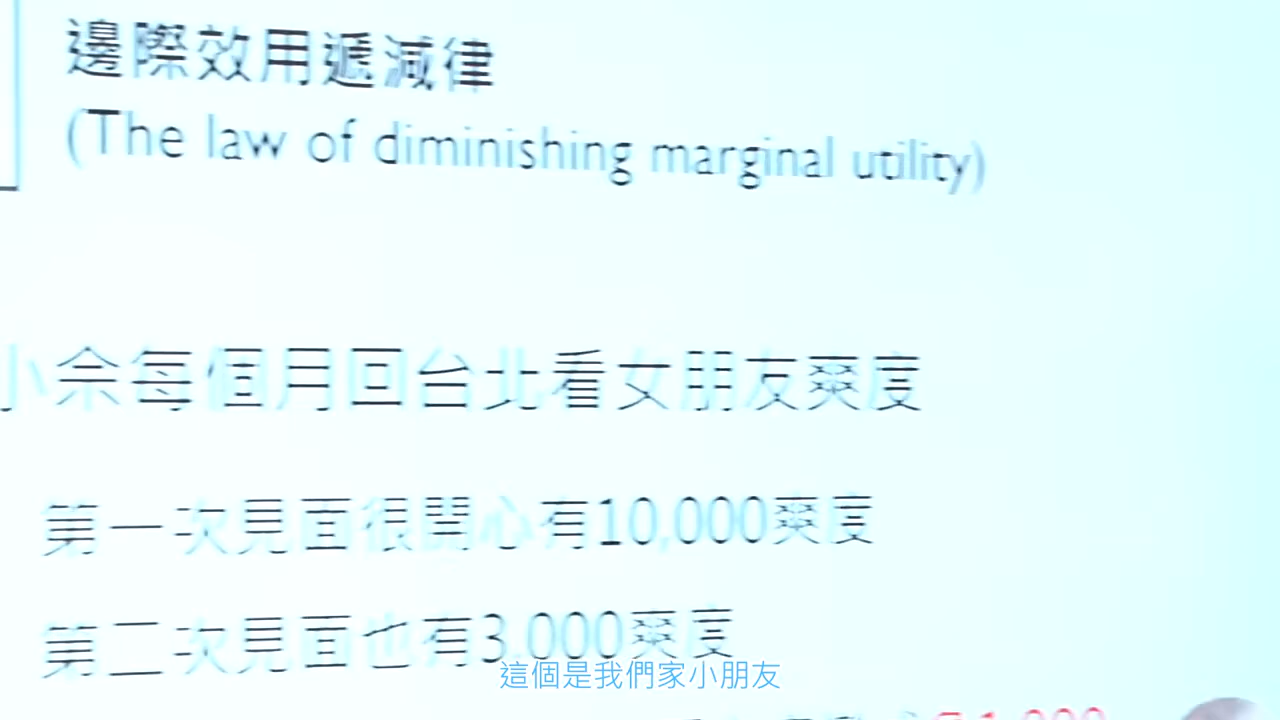 邊際效用遞減律
(The law of diminishing marginal utility)
小余每個月回台北看女朋友爽度
第一次見面很開心有10,000爽度
第二次見面也有3,000爽度
這個是我們家小朋友